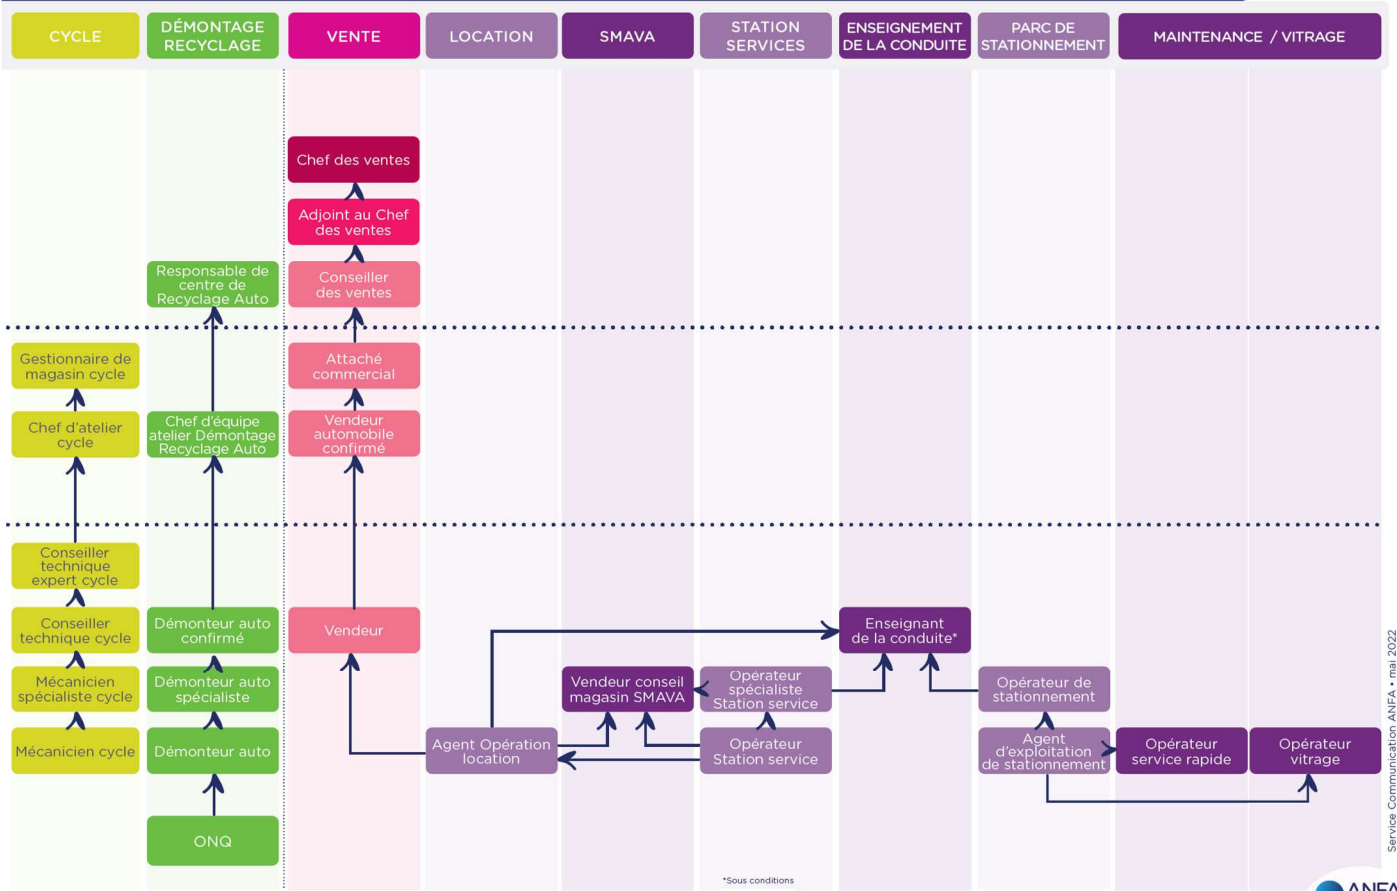 CYCLE
DÉMONTAGE
RECYCLAGE
VENTE
LOCATION
SMAVA
STATION
SERVICES
ENSEIGNEMENT
DE LA CONDUITE
PARC DE
STATIONNEMENT
MAINTENANCE / VITRAGE
Chef des ventes
Adjoint au Chef
des ventes
Responsable de
centre de
Recyclage Auto
Conseiller
des ventes
Gestionnaire de
magasin cycle
Attaché
commercial
Chef d'atelier
cycle
Chef d'équipe
atelier Démontage
Recyclage Auto
Vendeur
automobile
confirmé
Conseiller
technique
expert cycle
Conseiller
technique cycle
Démonteur auto
confirmé
Vendeur
Enseignant
de la conduite*
Mécanicien
spécialiste cycle
Démonteur auto
spécialiste
Vendeur conseil
magasin SMAVA
Opérateur
spécialiste
Station service
Opérateur de
stationnement
Mécanicien cycle
Démonteur auto
Agent Opération
location
Opérateur
Station service
Agent
d'exploitation
de stationnement
Opérateur
service rapide
Opérateur
vitrage
ONQ
*Sous conditions
Service Communication ANFA • mai 2022
ANFA